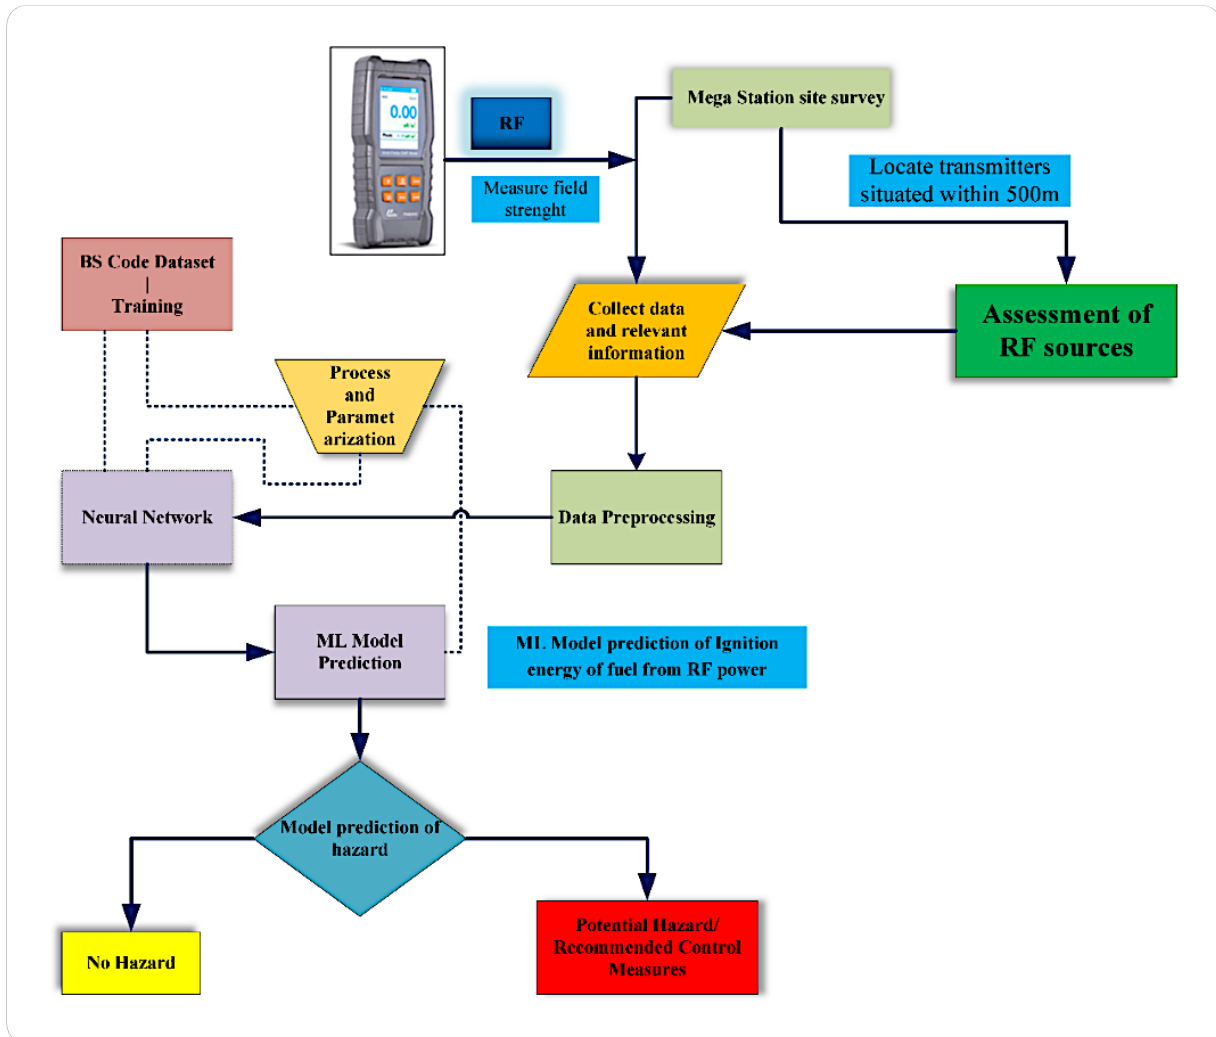 0.00
RF
Mega Station site survey
Measure field
strenght
Locate transmitters
situated within 500m
BS Code Dataset
|
Training
Collect data
and relevant
information
Assessment of
RF sources
Process
and
Paramet
arization
Neural Network
Data Preprocessing
ML Model
Prediction
ML Model prediction of Ignition
energy of fuel from RF power
Model prediction of
hazard
No Hazard
Potential Hazard/
Recommended Control
Measures